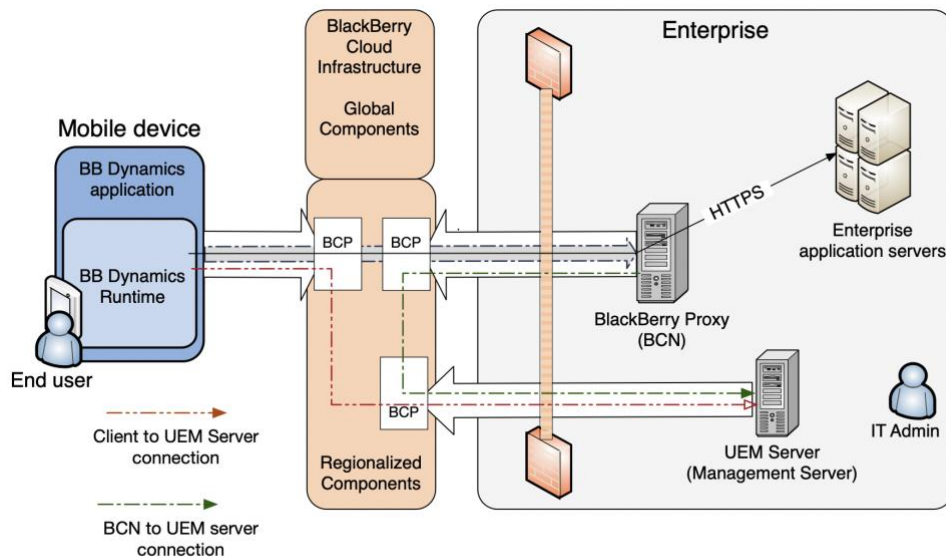 BlackBerry
Cloud
Infrastructure
Global
Components
Enterprise
Mobile device
BB Dynamics
application
BB Dynamics
Runtime
End user
BCP
BCP
HTTPS
Enterprise
application servers
BlackBerry Proxy
(BCN)
BCP
Regionalized
Components
UEM Server
(Management Server)
IT Admin
Client to UEM Server
connection
BCN to UEM server
connection